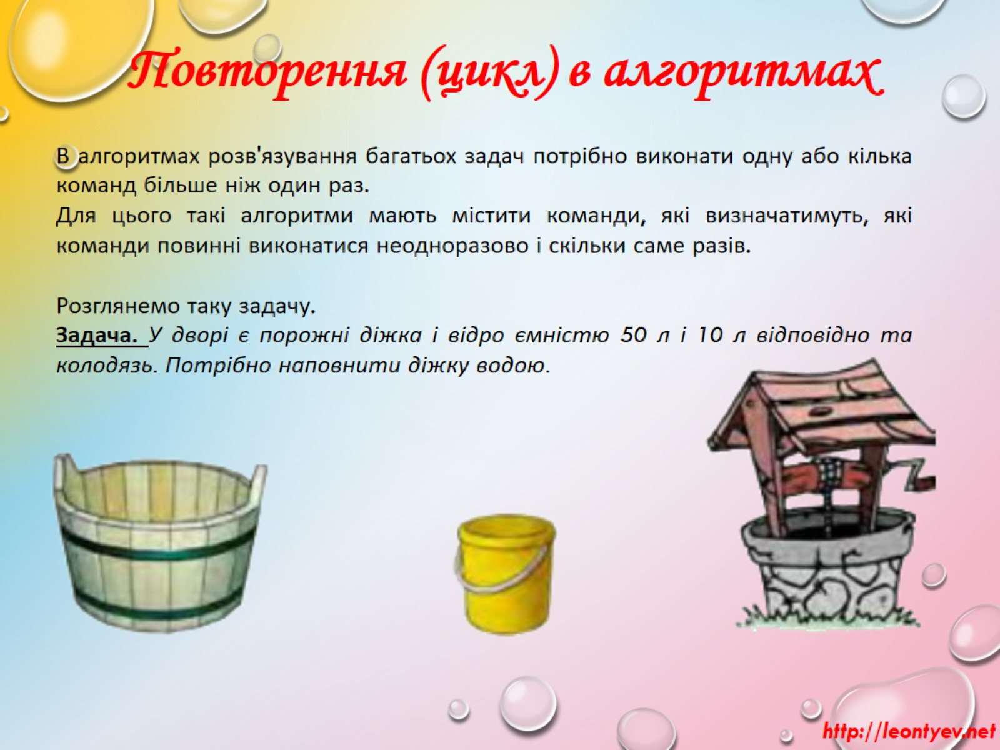 Повторення (цикл) в алгоритмах
В алгоритмах розв'язування багатьох задач потрібно виконати одну або кілька
команд більше ніж один раз.
Для цього такі алгоритми мають містити команди, які визначатимуть, які
команди повинні виконатися неодноразово і скільки саме разів.
Розглянемо таку задачу.
Задача. У дворі є порожні діжка і відро ємністю 50 л і 10 л відповідно та
колодязь. Потрібно наповнити діжку водою.
http://leontyev.net